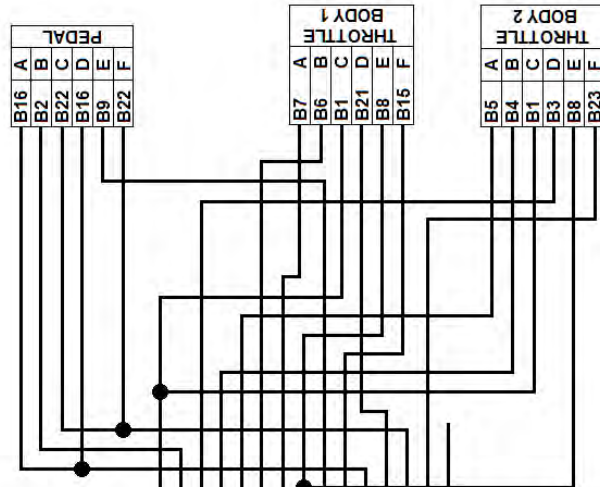 PEDAL
A B C D E F
B16 B2 B22 B16 B9 B22
THROTTLE
BODY 1
A B C D E F
B7 B6 B1 B21 B8 B15
THROTTLE
BODY 2
A B C D E F
B5 B4 B1 B3 B8 B23